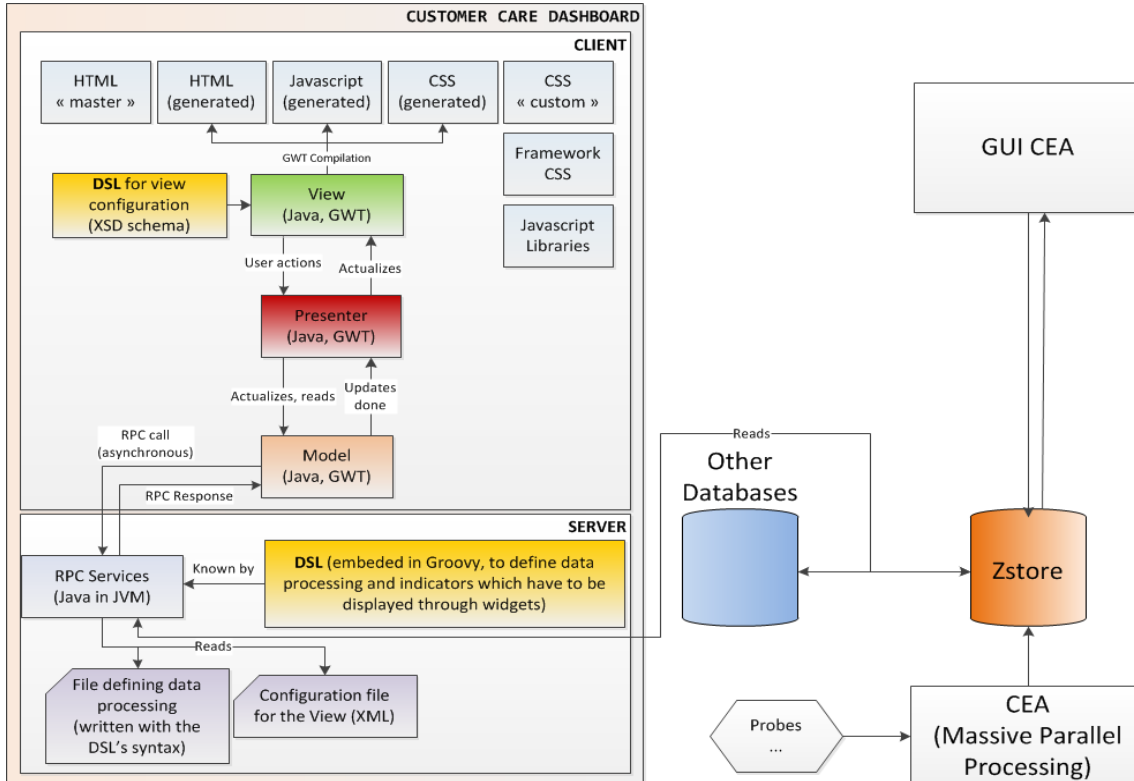 CUSTOMER CARE DASHBOARD
CLIENT
HTML
« master »
HTML
(generated)
Javascript
(generated)
CSS
(generated)
CSS
« custom »
GWT Compilation
Framework
CSS
DSL for view
configuration
(XSD schema)
View
(Java, GWT)
Javascript
Libraries
User actions
Actualizes
Presenter
(Java, GWT)
Actualizes, reads
Updates
done
RPC call
(asynchronous)
Model
(Java, GWT)
RPC Response
SERVER
RPC Services
(Java in JVM)
Known by
DSL (embeded in Groovy, to define data
processing and indicators which have to be
displayed through widgets)
Reads
File defining data
processing
(written with the
DSL's syntax)
Configuration file
for the View (XML)
GUI CEA
Reads
Other
Databases
Zstore
Probes
...
CEA
(Massive Parallel
Processing)